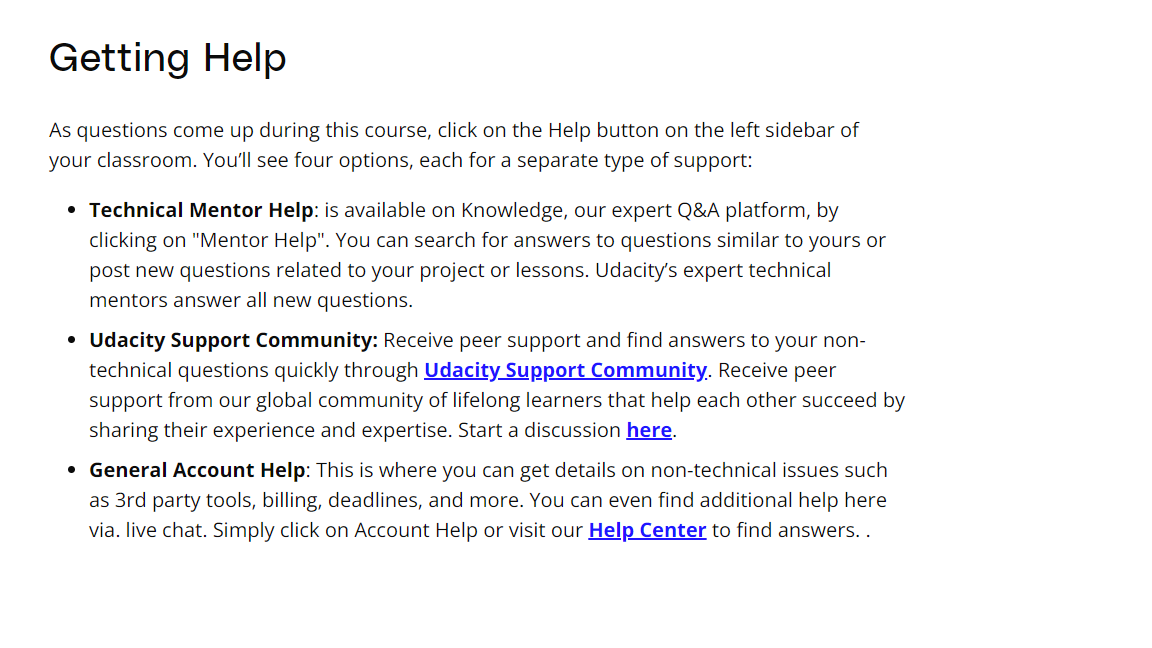 Getting Help
As questions come up during this course, click on the Help button on the left sidebar of
your classroom. You’ll see four options, each for a separate type of support:
• Technical Mentor Help: is available on Knowledge, our expert Q&A platform, by
clicking on "Mentor Help". You can search for answers to questions similar to yours or
post new questions related to your project or lessons. Udacity’s expert technical
mentors answer all new questions.
• Udacity Support Community: Receive peer support and find answers to your non-
technical questions quickly through Udacity Support Community. Receive peer
support from our global community of lifelong learners that help each other succeed by
sharing their experience and expertise. Start a discussion here.
• General Account Help: This is where you can get details on non-technical issues such
as 3rd party tools, billing, deadlines, and more. You can even find additional help here
via. live chat. Simply click on Account Help or visit our Help Center to find answers. .